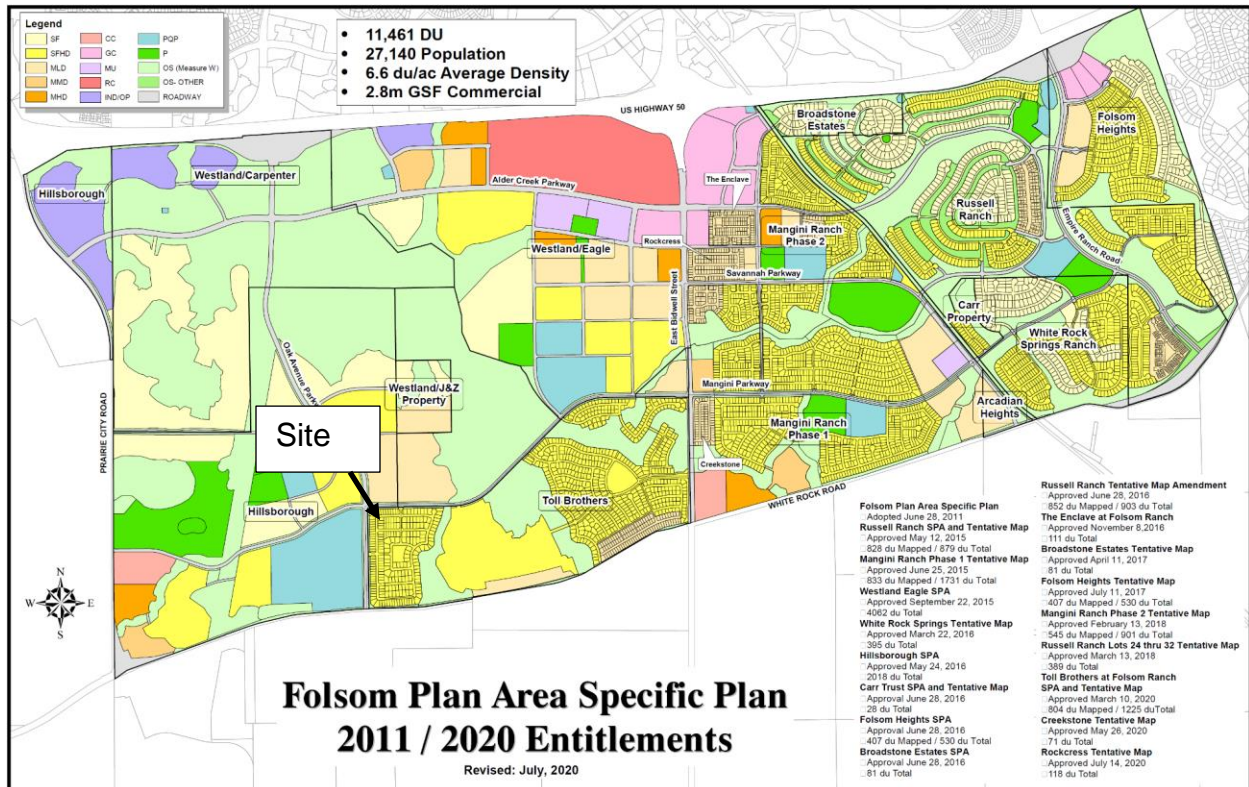 Legend
SF
SFHD
MLD
MMD
MHD
CC
GC
MU
RC
IND/OP
PQP
P
OS (Measure W)
OS- OTHER
ROADWAY
• 11,461 DU
• 27,140 Population
• 6.6 du/ac Average Density
• 2.8m GSF Commercial
US HIGHWAY 50
Broadstone
Estates
Folsom
Heights
Hillsborough
Westland/Carpenter
Alder Creek Parkway
The Enclave
Russell
Ranch
Empire Ranch Road
Westland/Eagle
Rockcress
Mangini Ranch
Phase 2
Savannah Parkway
East Bidwell Street
Carr
Property
White Rock
Springs Ranch
Oak Avenue Parkw
Westland/J&Z
Property
Mangini Parkway
Arcadian
Heights
PRAIRIE CITY ROAD
Site
Mangini Ranch
Phase 1
Creekstone
Toll Brothers
WHITE ROCK ROAD
Hillsborough
N
W
E
S
Folsom Plan Area Specific Plan
2011 / 2020 Entitlements
Revised: July, 2020
Folsom Plan Area Specific Plan
Adopted June 28, 2011
Russell Ranch SPA and Tentative Map
Approved May 12, 2015
828 du Mapped / 879 du Total
Mangini Ranch Phase 1 Tentative Map
Approved June 25, 2015
833 du Mapped / 1731 du Total
Westland Eagle SPA
Approved September 22, 2015
4062 du Total
White Rock Springs Tentative Map
Approved March 22, 2016
395 du Total
Hillsborough SPA
Approved May 24, 2016
2018 du Total
Carr Trust SPA and Tentative Map
Approval June 28, 2016
28 du Total
Folsom Heights SPA
Approval June 28, 2016
407 du Mapped / 530 du Total
Broadstone Estates SPA
Approval June 28, 2016
81 du Total
Russell Ranch Tentative Map Amendment
Approved June 28, 2016
852 du Mapped / 903 du Total
The Enclave at Folsom Ranch
Approved November 8,2016
111 du Total
Broadstone Estates Tentative Map
Approved April 11, 2017
81 du Total
Folsom Heights Tentative Map
Approved July 11, 2017
407 du Mapped / 530 du Total
Mangini Ranch Phase 2 Tentative Map
Approved February 13, 2018
545 du Mapped / 901 du Total
Russell Ranch Lots 24 thru 32 Tentative Map
Approved March 13, 2018
389 du Total
Toll Brothers at Folsom Ranch
SPA and Tentative Map
Approved March 10, 2020
804 du Mapped / 1225 duTotal
Creekstone Tentative Map
Approved May 26, 2020
71 du Total
Rockcress Tentative Map
Approved July 14, 2020
118 du Total